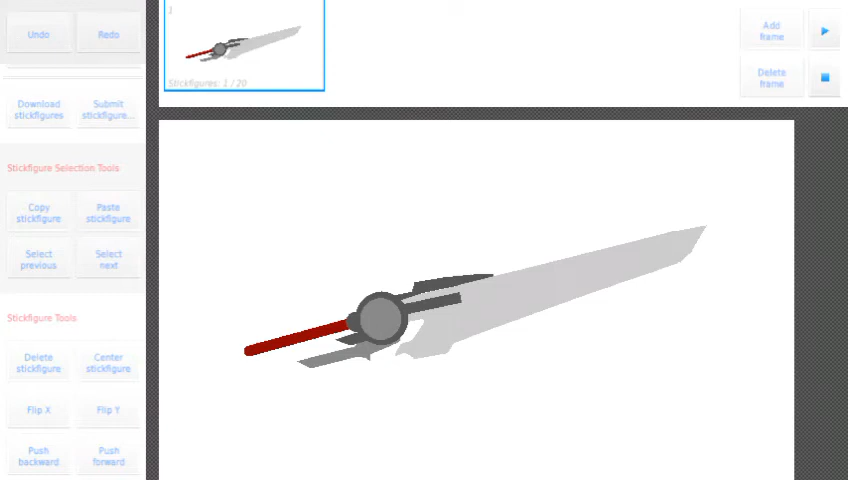 Undo
Redo
Download
stickfigures
Submit
stickfigure...
Stickfigure Selection Tools
Copy
stickfigure
Paste
stickfigure
Select
previous
Select
next
Stickfigure Tools
Delete
stickfigure
Center
stickfigure
Flip X
Flip Y
Push
backward
Push
forward
1
Stickfigures: 1 / 20
Add
frame
Delete
frame